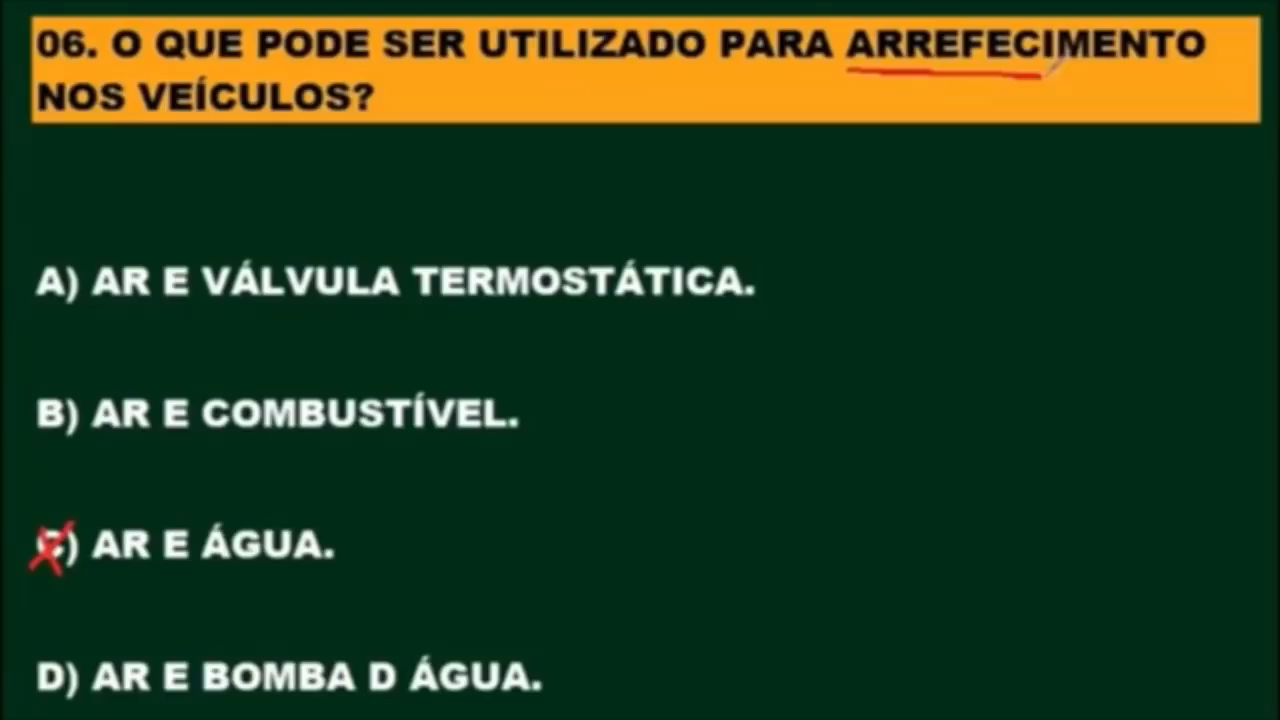 06. O QUE PODE SER UTILIZADO PARA ARREFECIMENTO
NOS VEÍCULOS?
A) AR E VÁLVULA TERMOSTÁTICA.
B) AR E COMBUSTÍVEL.
C) AR E ÁGUA.
D) AR E BOMBA D ÁGUA.